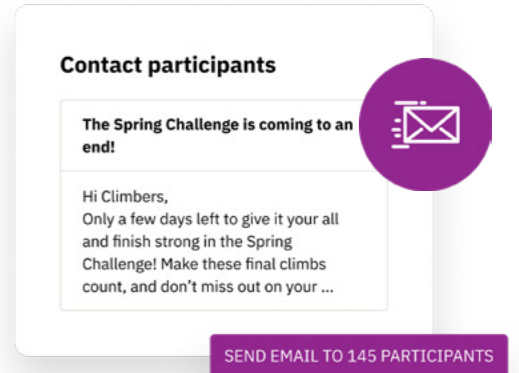 Contact participants
The Spring Challenge is coming to an
end!
Hi Climbers,
Only a few days left to give it your all
and finish strong in the Spring
Challenge! Make these final climbs
count, and don’t miss out on your ...
SEND EMAIL TO 145 PARTICIPANTS